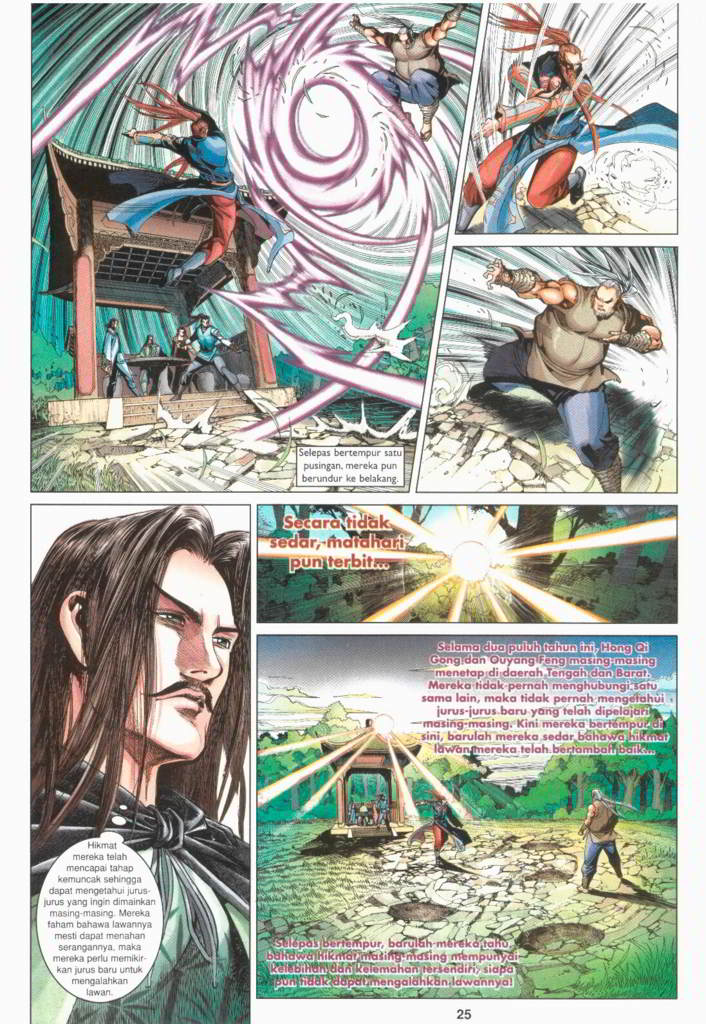 Selepas bertempur satu
pusingan, mereka pun
berundur ke belakang.
Secara tidak
sedar, matahari
pun terbit...
Hikmat
mereka telah
mencapai tahap
kemuncak sehingga
dapat mengetahui jurus-
jurus yang ingin dimainkan
masing-masing. Mereka
faham bahawa lawannya
mesti dapat menahan
serangannya, maka
mereka perlu memikir-
kan jurus baru untuk
mengalahkan
lawan.
Selama dua puluh tahun ini, Hong Qi
Gong dan Ouyang Feng masing-masing
menetap di daerah Tengah dan Barat.
Mereka tidak pernah menghubungi satu
sama lain, maka tidak pernah mengetahui
jurus-jurus baru yang telah dipelajari
masing-masing. Kini mereka bertempur di
sini, barulah mereka sedar bahawa hikmat
lawan mereka telah bertambah baik...
Selepas bertempur, barulah mereka tahu,
bahawa hikmat masing-masing mempunyai
kelebihan dan kelemahan tersendiri, siapa
pun tidak dapat mengalahkan lawannya!
25